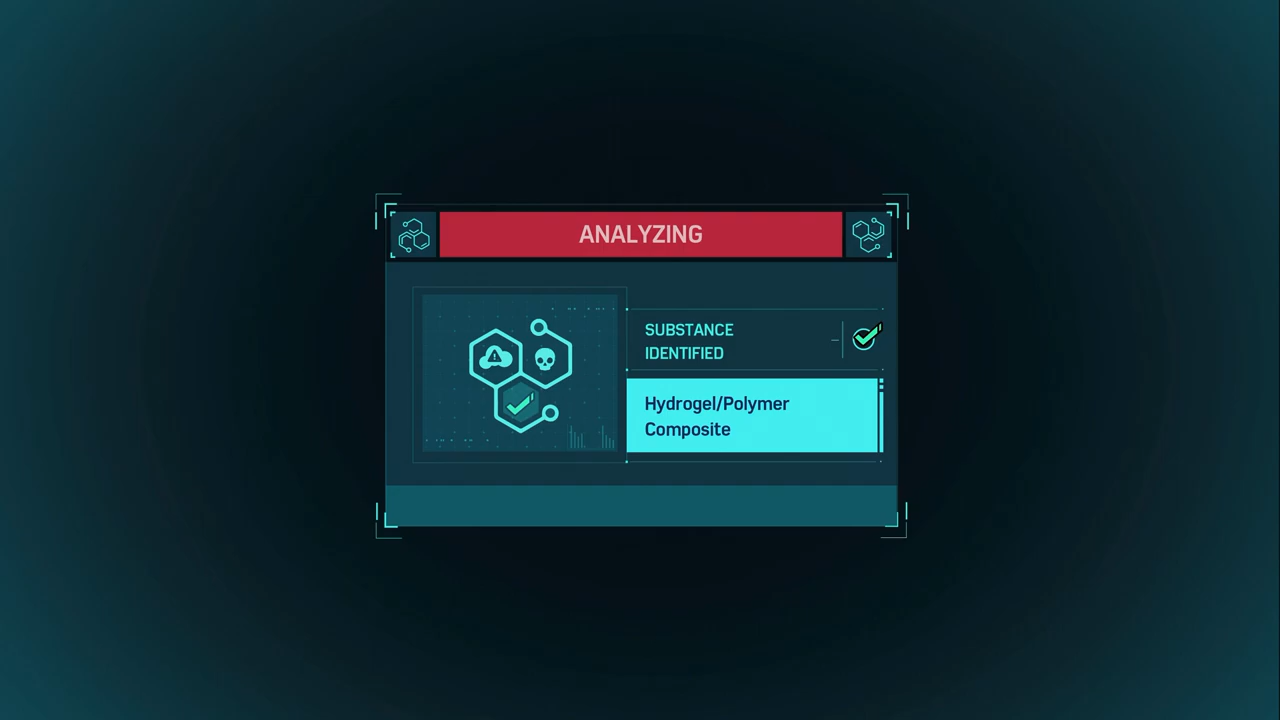 ANALYZING
SUBSTANCE
IDENTIFIED
Hydrogel/Polymer
Composite